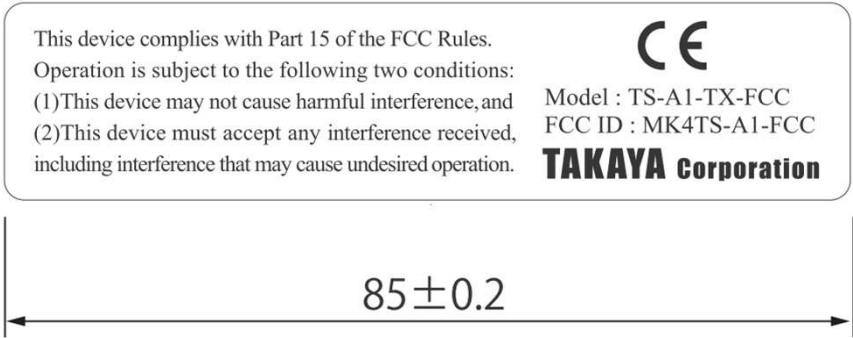 This device complies with Part 15 of the FCC Rules.
Operation is subject to the following two conditions:
(1)This device may not cause harmful interference, and
(2)This device must accept any interference received,
including interference that may cause undesired operation.
CE
Model : TS-A1-TX-FCC
FCC ID : MK4TS-A1-FCC
TAKAYA Corporation
85±0.2